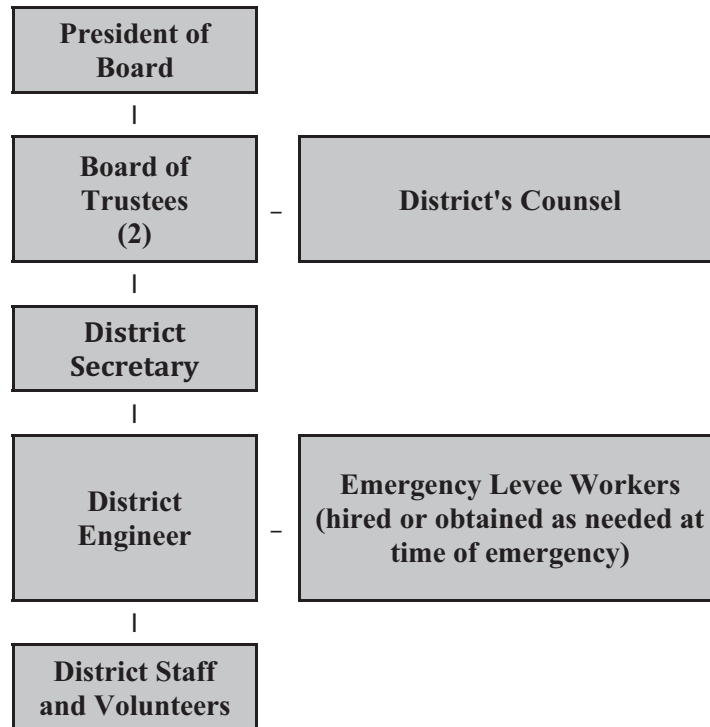 President of
Board
Board of
Trustees
(2)
District's Counsel
District
Secretary
District
Engineer
Emergency Levee Workers
(hired or obtained as needed at
time of emergency)
District Staff
and Volunteers